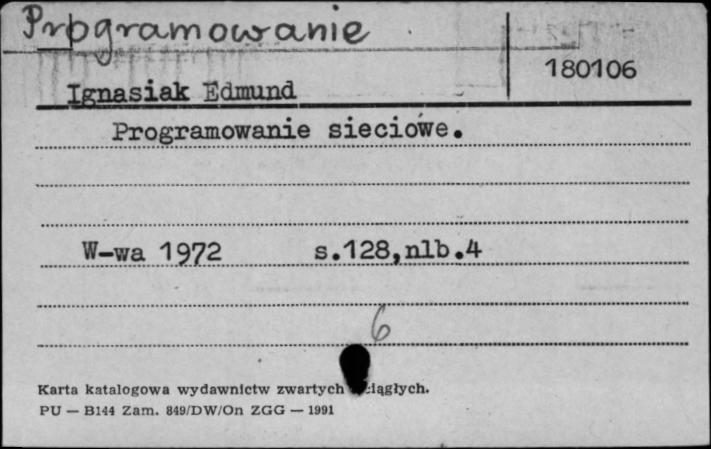 Programowanie
180106
Ignasiak Edmund
Programowanie sieciowe.
W-wa 1972 s.128,nlb.4
6
Karta katalogowa wydawnictw zwartych ciągłych.
PU — B144 Zam. 849/DW/On ZGG — 1991